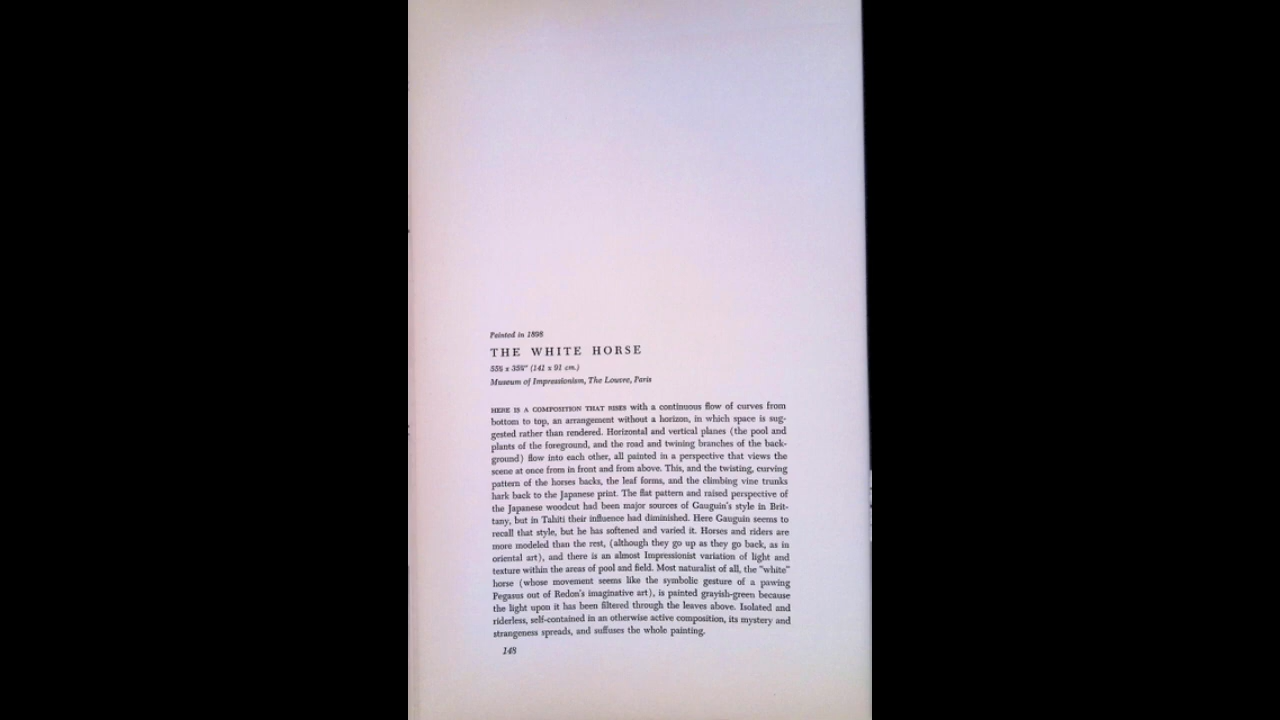 Painted in 1898
THE WHITE HORSE
55½ x 35¾" (141 x 91 cm.)
Museum of Impressionism, The Louvre, Paris
HERE IS A COMPOSITION THAT RISES with a continuous flow of curves from
bottom to top, an arrangement without a horizon, in which space is sug-
gested rather than rendered. Horizontal and vertical planes (the pool and
plants of the foreground, and the road and twining branches of the back-
ground) flow into each other, all painted in a perspective that views the
scene at once from in front and from above. This, and the twisting, curving
pattern of the horses backs, the leaf forms, and the climbing vine trunks
hark back to the Japanese print. The flat pattern and raised perspective of
the Japanese woodcut had been major sources of Gauguin's style in Brit-
tany, but in Tahiti their influence had diminished. Here Gauguin seems to
recall that style, but he has softened and varied it. Horses and riders are
more modeled than the rest, (although they go up as they go back, as in
oriental art), and there is an almost Impressionist variation of light and
texture within the areas of pool and field. Most naturalist of all, the "white"
horse (whose movement seems like the symbolic gesture of a pawing
Pegasus out of Redon's imaginative art), is painted grayish-green because
the light upon it has been filtered through the leaves above. Isolated and
riderless, self-contained in an otherwise active composition, its mystery and
strangeness spreads, and suffuses the whole painting.
148